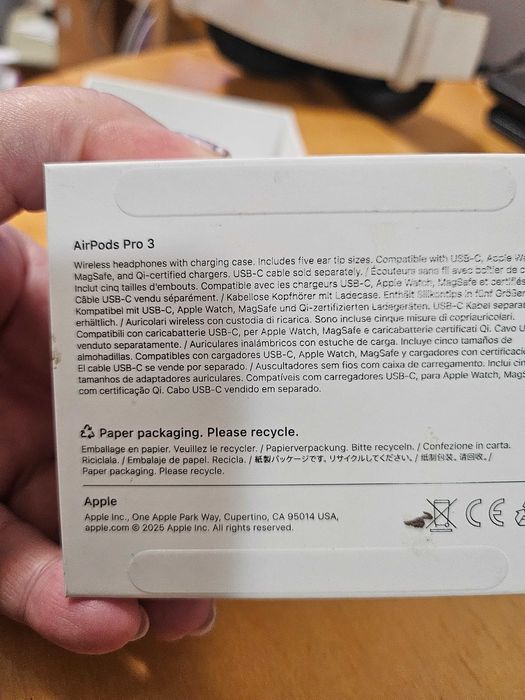 AirPods Pro 3
Wireless headphones with charging case. Includes five ear tip sizes. Compatible with USB-C, Apple
MagSafe, and Qi-certified chargers. USB-C cable sold separately. / Écouteurs sans fil avec boîtier de
Inclut cinq tailles d'embouts. Compatible avec les chargeurs USB-C, Apple Watch, MagSafe et certifiés
Câble USB-C vendu séparément. / Kabellose Kopfhörer mit Ladecase. Enthält Silikontips in fünf Größen
Kompatibel mit USB-C, Apple Watch, MagSafe und Qi-zertifizierten Ladegeräten. USB-C Kabel
erhältlich. / Auricolari wireless con custodia di ricarica. Sono incluse cinque misure di copriauricolari.
Compatibili con caricabatterie USB-C, per Apple Watch, MagSafe e caricabatterie certificati Qi. Cavo
venduto separatamente. / Auriculares inalámbricos con estuche de carga. Incluye cinco tamaños de
almohadillas. Compatibles con cargadores USB-C, Apple Watch, MagSafe y cargadores con
El cable USB-C se vende por separado. / Auscultadores sem fios com caixa de carregamento. Inclui
tamanhos de adaptadores auriculares. Compatíveis com carregadores USB-C, para Apple Watch,
com certificação Qi. Cabo USB-C vendido em separado.
Paper packaging. Please recycle.
Emballage en papier. Veuillez le recycler. / Papierverpackung. Bitte recyceln. / Confezione in carta.
Riciclala. / Embalaje de papel. Recicla. / 紙製パッケージです。リサイクルしてください。/ 纸制包装。请回收。/
Paper packaging. Please recycle.
Apple
Apple Inc., One Apple Park Way, Cupertino, CA 95014 USA,
apple.com © 2025 Apple Inc. All rights reserved.
CE